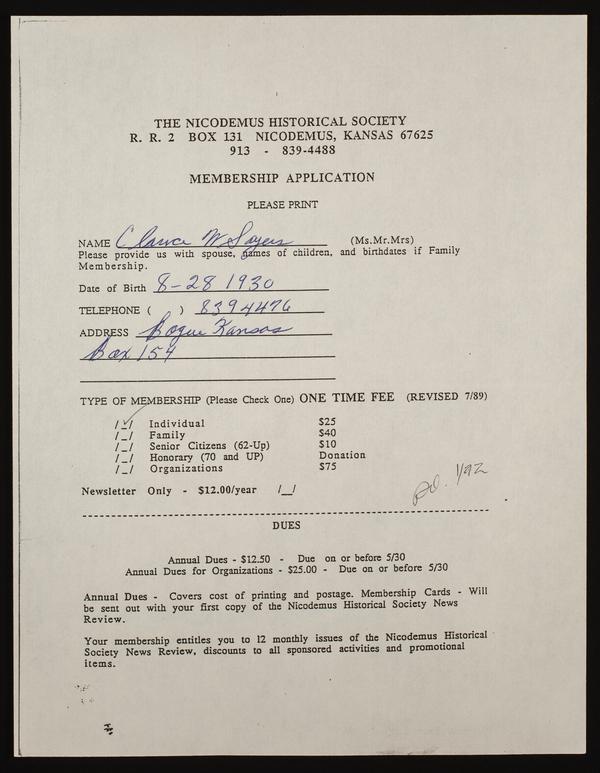 THE NICODEMUS HISTORICAL SOCIETY
R. R. 2 BOX 131 NICODEMUS, KANSAS 67625
913 - 839-4488
MEMBERSHIP APPLICATION
PLEASE PRINT
NAME Clarice W Sayers (Ms.Mr.Mrs)
Please provide us with spouse, names of children, and birthdates if Family
Membership.
Date of Birth 8-28 1930
TELEPHONE ( ) 8394476
ADDRESS Bogue Kansas
Box 154
TYPE OF MEMBERSHIP (Please Check One) ONE TIME FEE (REVISED 7/89)
/✓/ Individual $25
/_/ Family $40
/_/ Senior Citizens (62-Up) $10
/_/ Honorary (70 and UP) Donation
/_/ Organizations $75
Newsletter Only - $12.00/year /_/
pd. 1/92
DUES
Annual Dues - $12.50 - Due on or before 5/30
Annual Dues for Organizations - $25.00 - Due on or before 5/30
Annual Dues - Covers cost of printing and postage. Membership Cards - Will
be sent out with your first copy of the Nicodemus Historical Society News
Review.
Your membership entitles you to 12 monthly issues of the Nicodemus Historical
Society News Review, discounts to all sponsored activities and promotional
items.